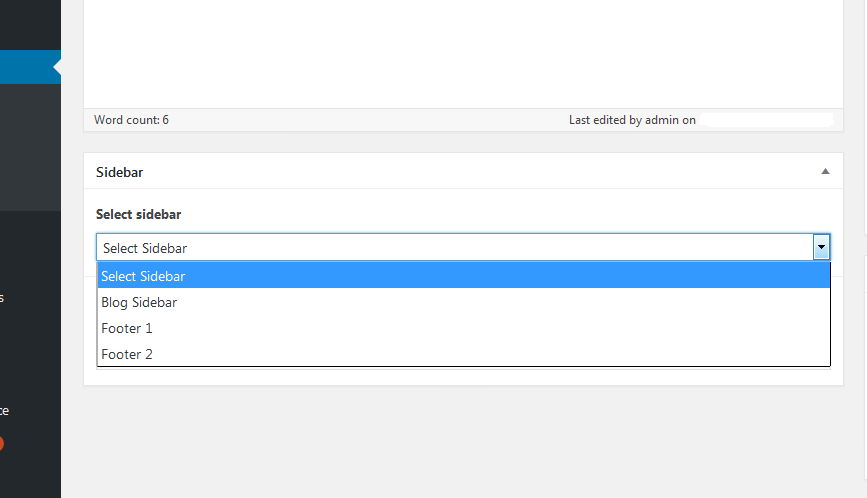 Word count: 6
Last edited by admin on
Sidebar
Select sidebar
Select Sidebar
Select Sidebar
Blog Sidebar
Footer 1
Footer 2
s
ce